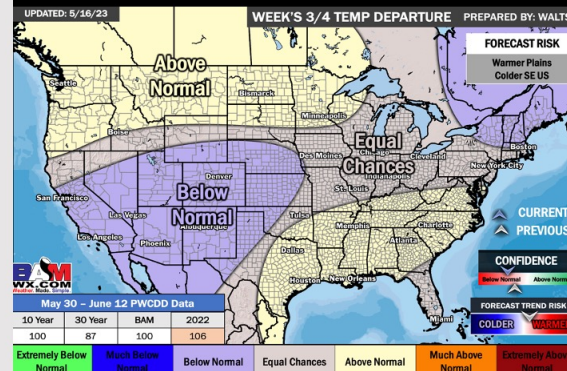 UPDATED: 5/16/23
WEEK'S 3/4 TEMP DEPARTURE
PREPARED BY: WALTS
FORECAST RISK
Warmer Plains
Colder SE US
Above
Normal
Seattle
Bismarck
Minneapolis
Boise
Equal
Chances
Chicago
Cleveland
Boston
New York City
Des Moines
Indianapolis
Denver
St. Louis
San Francisco
Below
Normal
Las Vegas
Albuquerque
Tulsa
Los Angeles
Phoenix
Memphis
Charlotte
Atlanta
Dallas
Houston
New Orleans
Miami
CURRENT
PREVIOUS
CONFIDENCE
Below Normal
Above Norma
FORECAST TREND RISK
COLDER
WARMER
BAM
WX.COM
Weather. Made. Simple.
May 30 – June 12 PWCDD Data
10 Year 30 Year BAM 2022
100 87 100 106
Extremely Below
Normal
Much Below
Normal
Below Normal
Equal Chances
Above Normal
Much Above
Normal
Extremely Above
Normal